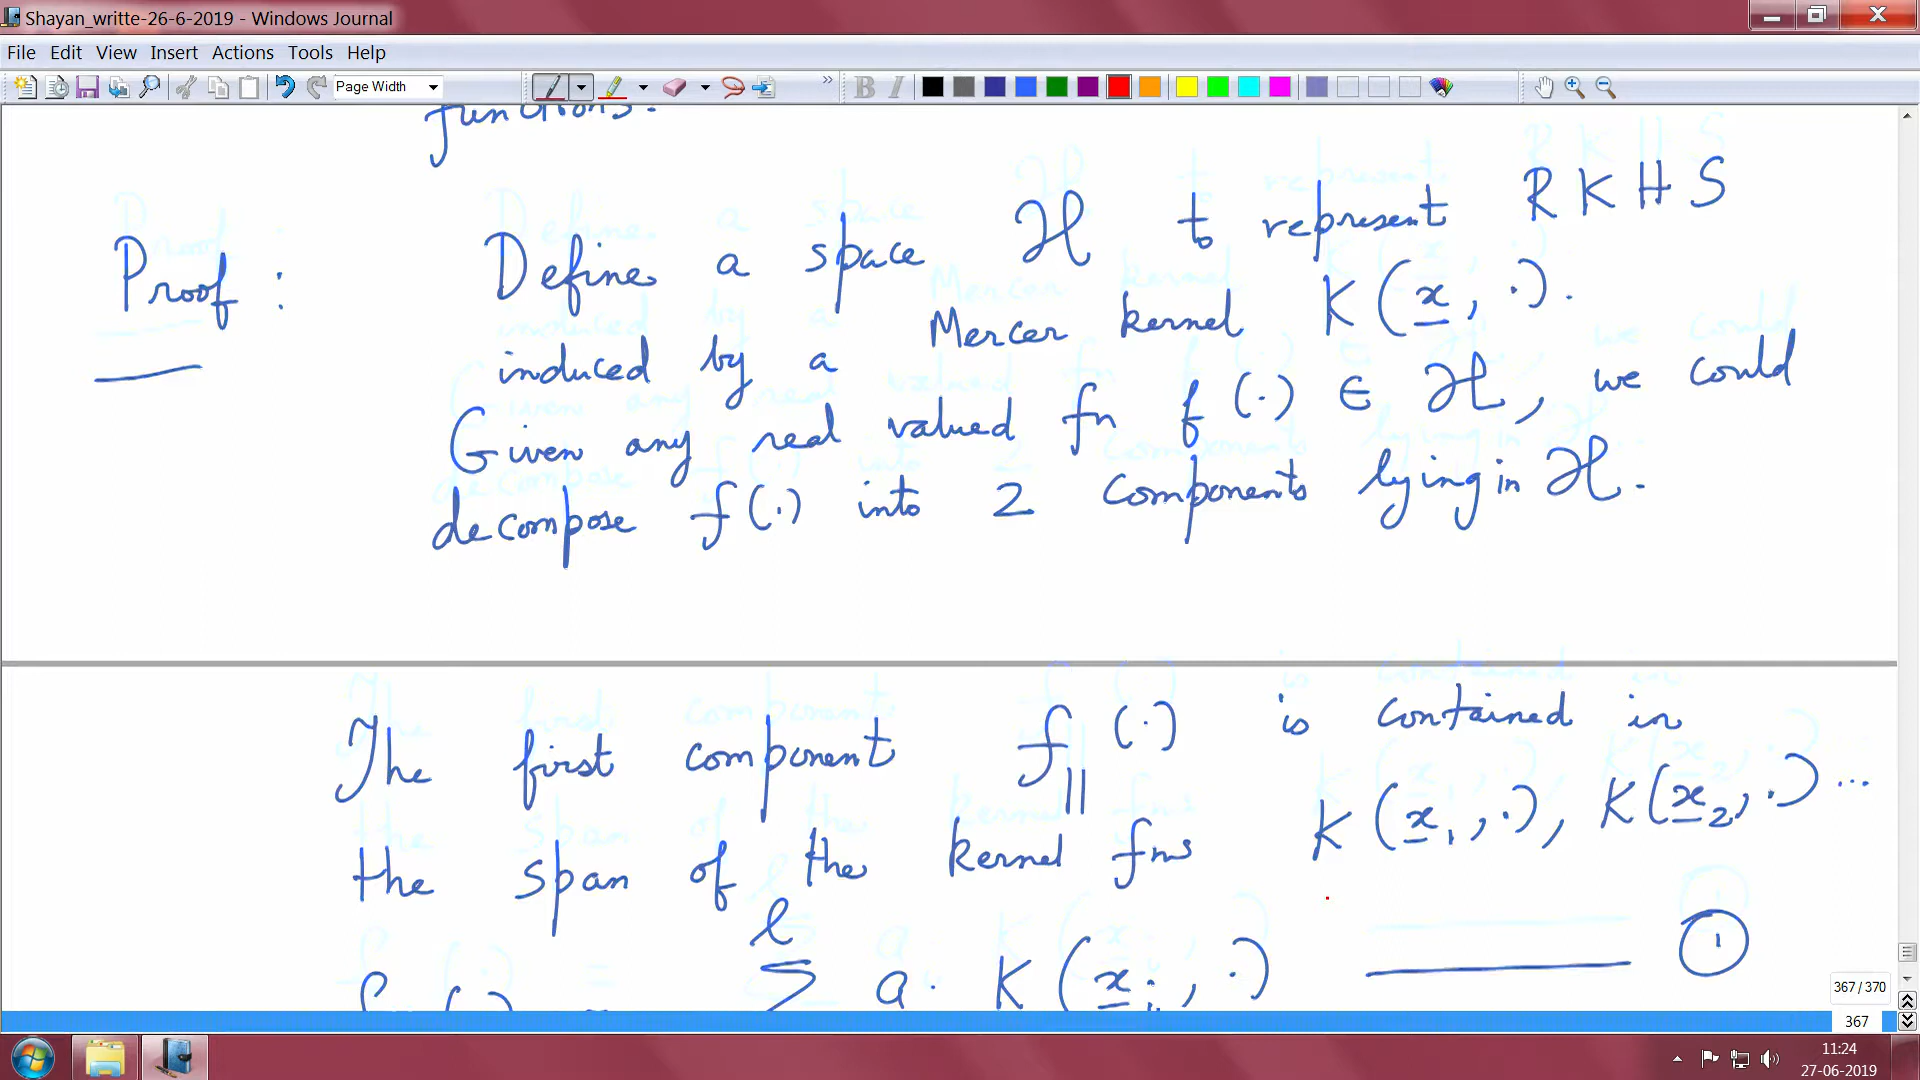 Shayan_writte-26-6-2019 - Windows Journal
File Edit View Insert Actions Tools Help
Page Width
B I
functions.
Proof : Define a space ℋ to represent RKHS
induced by a Mercer kernel K(x, ·).
Given any real valued fn f(·) ∈ ℋ, we could
decompose f(·) into 2 components lying in ℋ.
The first component f||(·) is contained in
the span of the kernel fns K(x₁, ·), K(x₂, ·)...
f (·) = l Σ a K(xᵢ, ·) ——— ①
367 / 370
367
11:24
27-06-2019